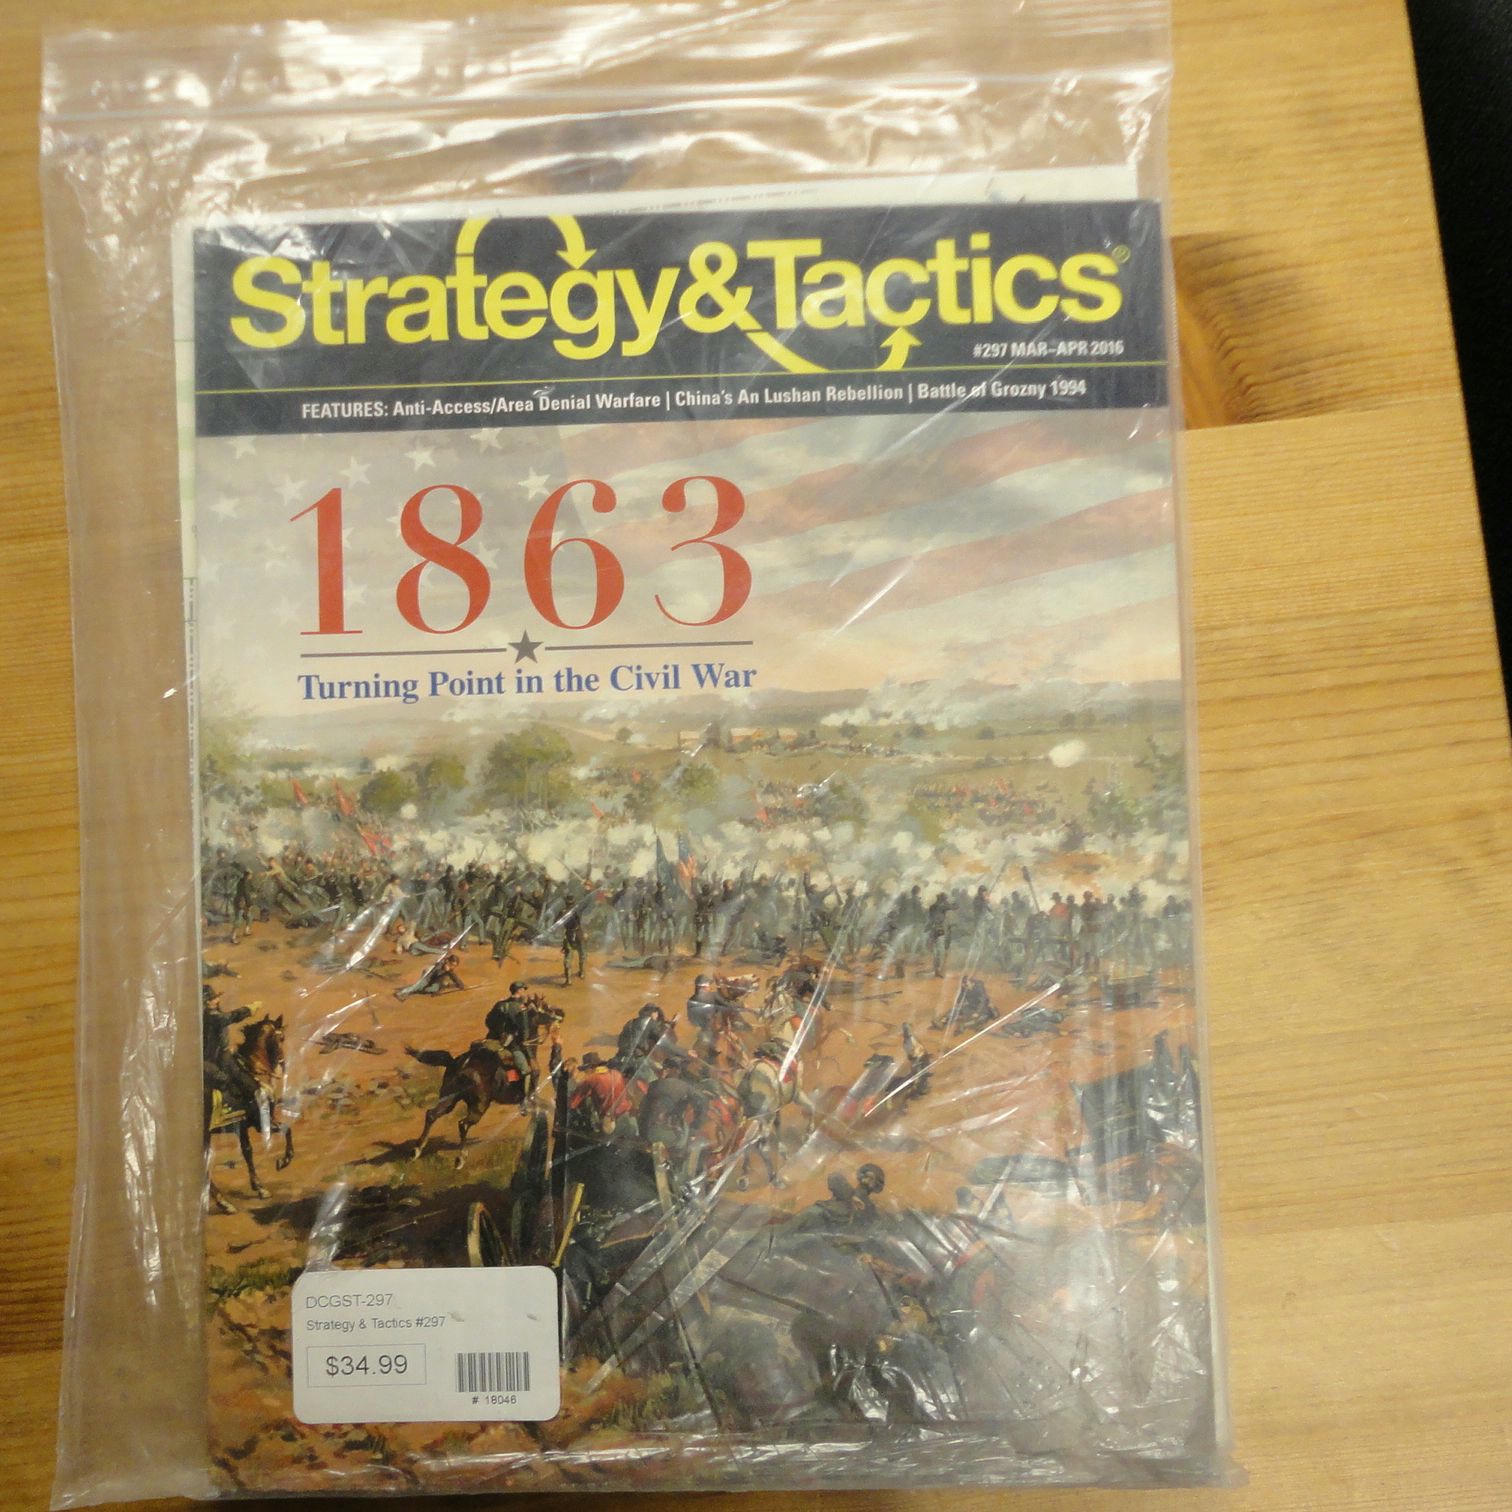 Strategy&Tactics®
#297 MAR–APR 2016
FEATURES: Anti-Access/Area Denial Warfare | China's An Lushan Rebellion | Battle of Grozny 1994
1863
Turning Point in the Civil War
DCGST-297
Strategy & Tactics #297
$34.99
# 18046